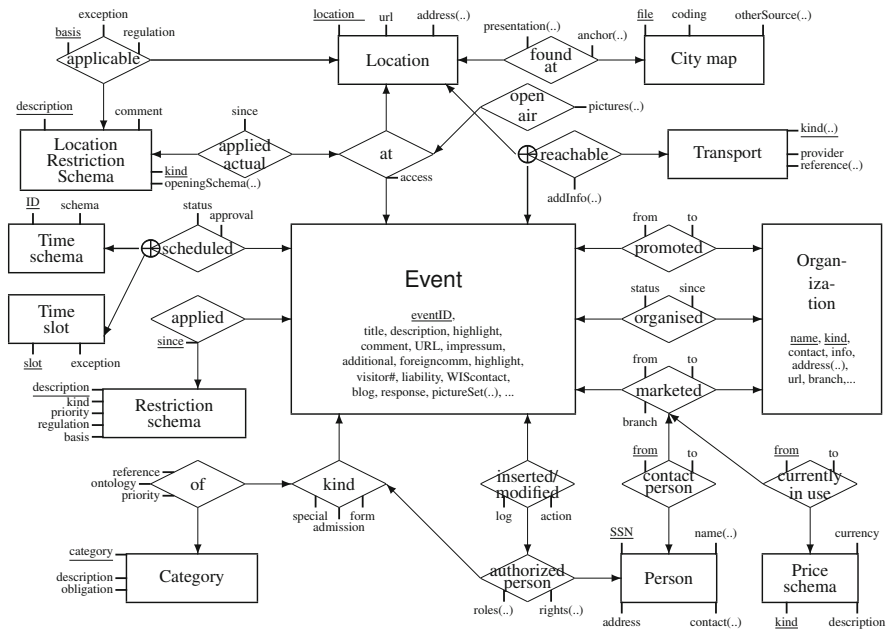 exception
basis
regulation
applicable
location
url
address(..)
Location
presentation(..)
anchor(..)
found
at
file
coding
otherSource(..)
City map
open
air
pictures(..)
description
comment
Location
Restriction
Schema
kind
openingSchema(..)
since
applied
actual
at
access
reachable
addInfo(..)
Transport
kind(..)
provider
reference(..)
ID
schema
Time
schema
status
approval
scheduled
Time
slot
slot
exception
applied
since
Event
eventID,
title, description, highlight,
comment, URL, impressum,
additional, foreigncomm, highlight,
visitor#, liability, WIScontact,
blog, response, pictureSet(..), ...
from
to
promoted
status
since
organised
from
to
marketed
branch
Organ-
iza-
tion
name, kind,
contact, info,
address(..),
url, branch,...
description
kind
priority
regulation
basis
Restriction
schema
reference
ontology
priority
of
kind
special
admission
form
inserted/
modified
log
action
from
to
contact
person
from
to
currently
in use
category
description
obligation
Category
authorized
person
roles(..)
rights(..)
SSN
name(..)
Person
address
contact(..)
currency
Price
schema
kind
description